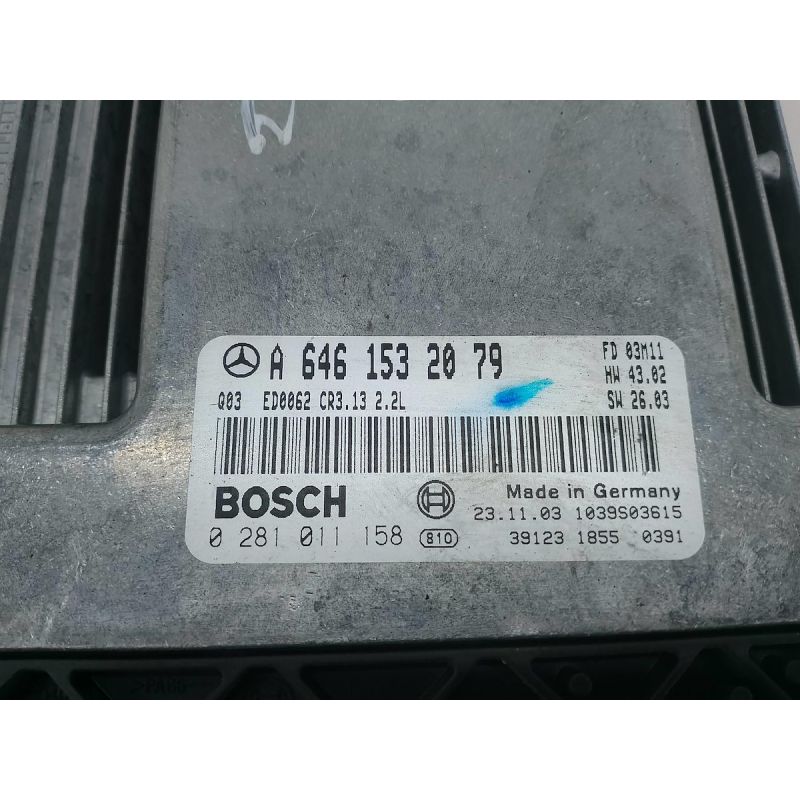 A 646 153 20 79
FD 03M11
HW 43.02
Q03 ED0062 CR3.13 2.2L
SW 26.03
BOSCH
Made in Germany
23.11.03 1039S03615
0 281 011 158 810
39123 1855 0391
>PA66-